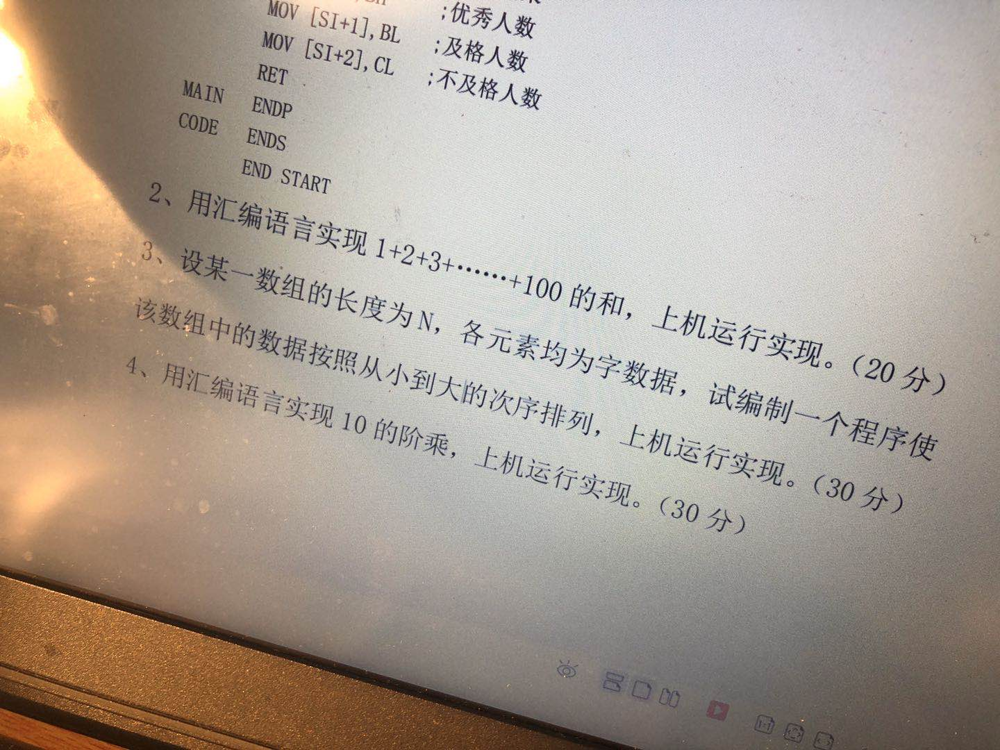 MOV [SI+1],BL ;优秀人数
MOV [SI+2],CL ;及格人数
RET ;不及格人数
MAIN ENDP
CODE ENDS
END START
2、用汇编语言实现 1+2+3+……+100 的和，上机运行实现。（20 分）
3、设某一数组的长度为 N，各元素均为字数据，试编制一个程序使
该数组中的数据按照从小到大的次序排列，上机运行实现。（30 分）
4、用汇编语言实现 10 的阶乘，上机运行实现。（30 分）